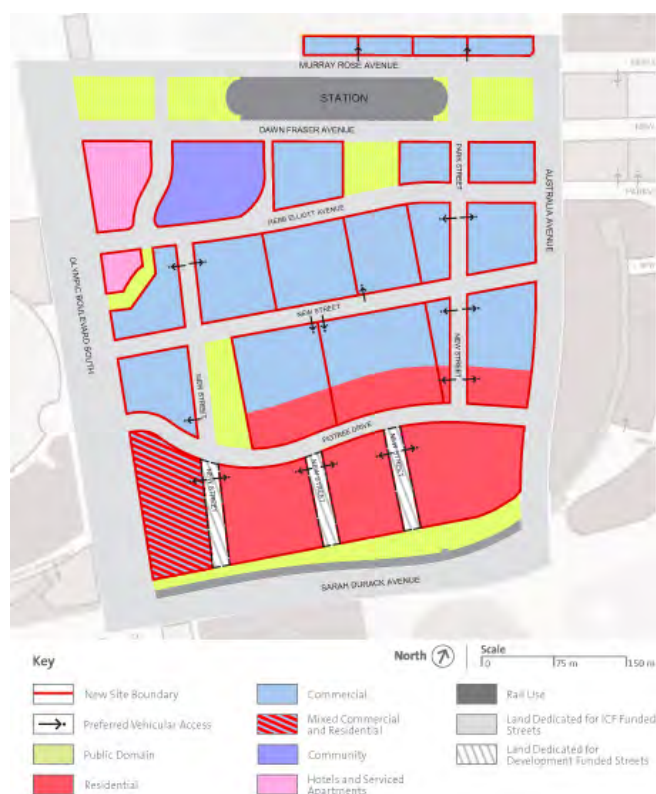 MURRAY ROSE AVENUE
STATION
DAWN FRASER AVENUE
PARK STREET
AUSTRALIA AVENUE
HERB ELLIOTT AVENUE
OLYMPIC BOULEVARD SOUTH
NEW STREET
NEW STREET
NEW STREET
FIGTREE DRIVE
NEW STREET
NEW STREET
NEW STREET
SARAH DURACK AVENUE
Key
North
Scale
0
75 m
150 m
New Site Boundary
Commercial
Rail Use
Preferred Vehicular Access
Mixed Commercial
and Residential
Land Dedicated for ICF Funded
Streets
Public Domain
Community
Land Dedicated for
Development Funded Streets
Residential
Hotels and Serviced
Apartments